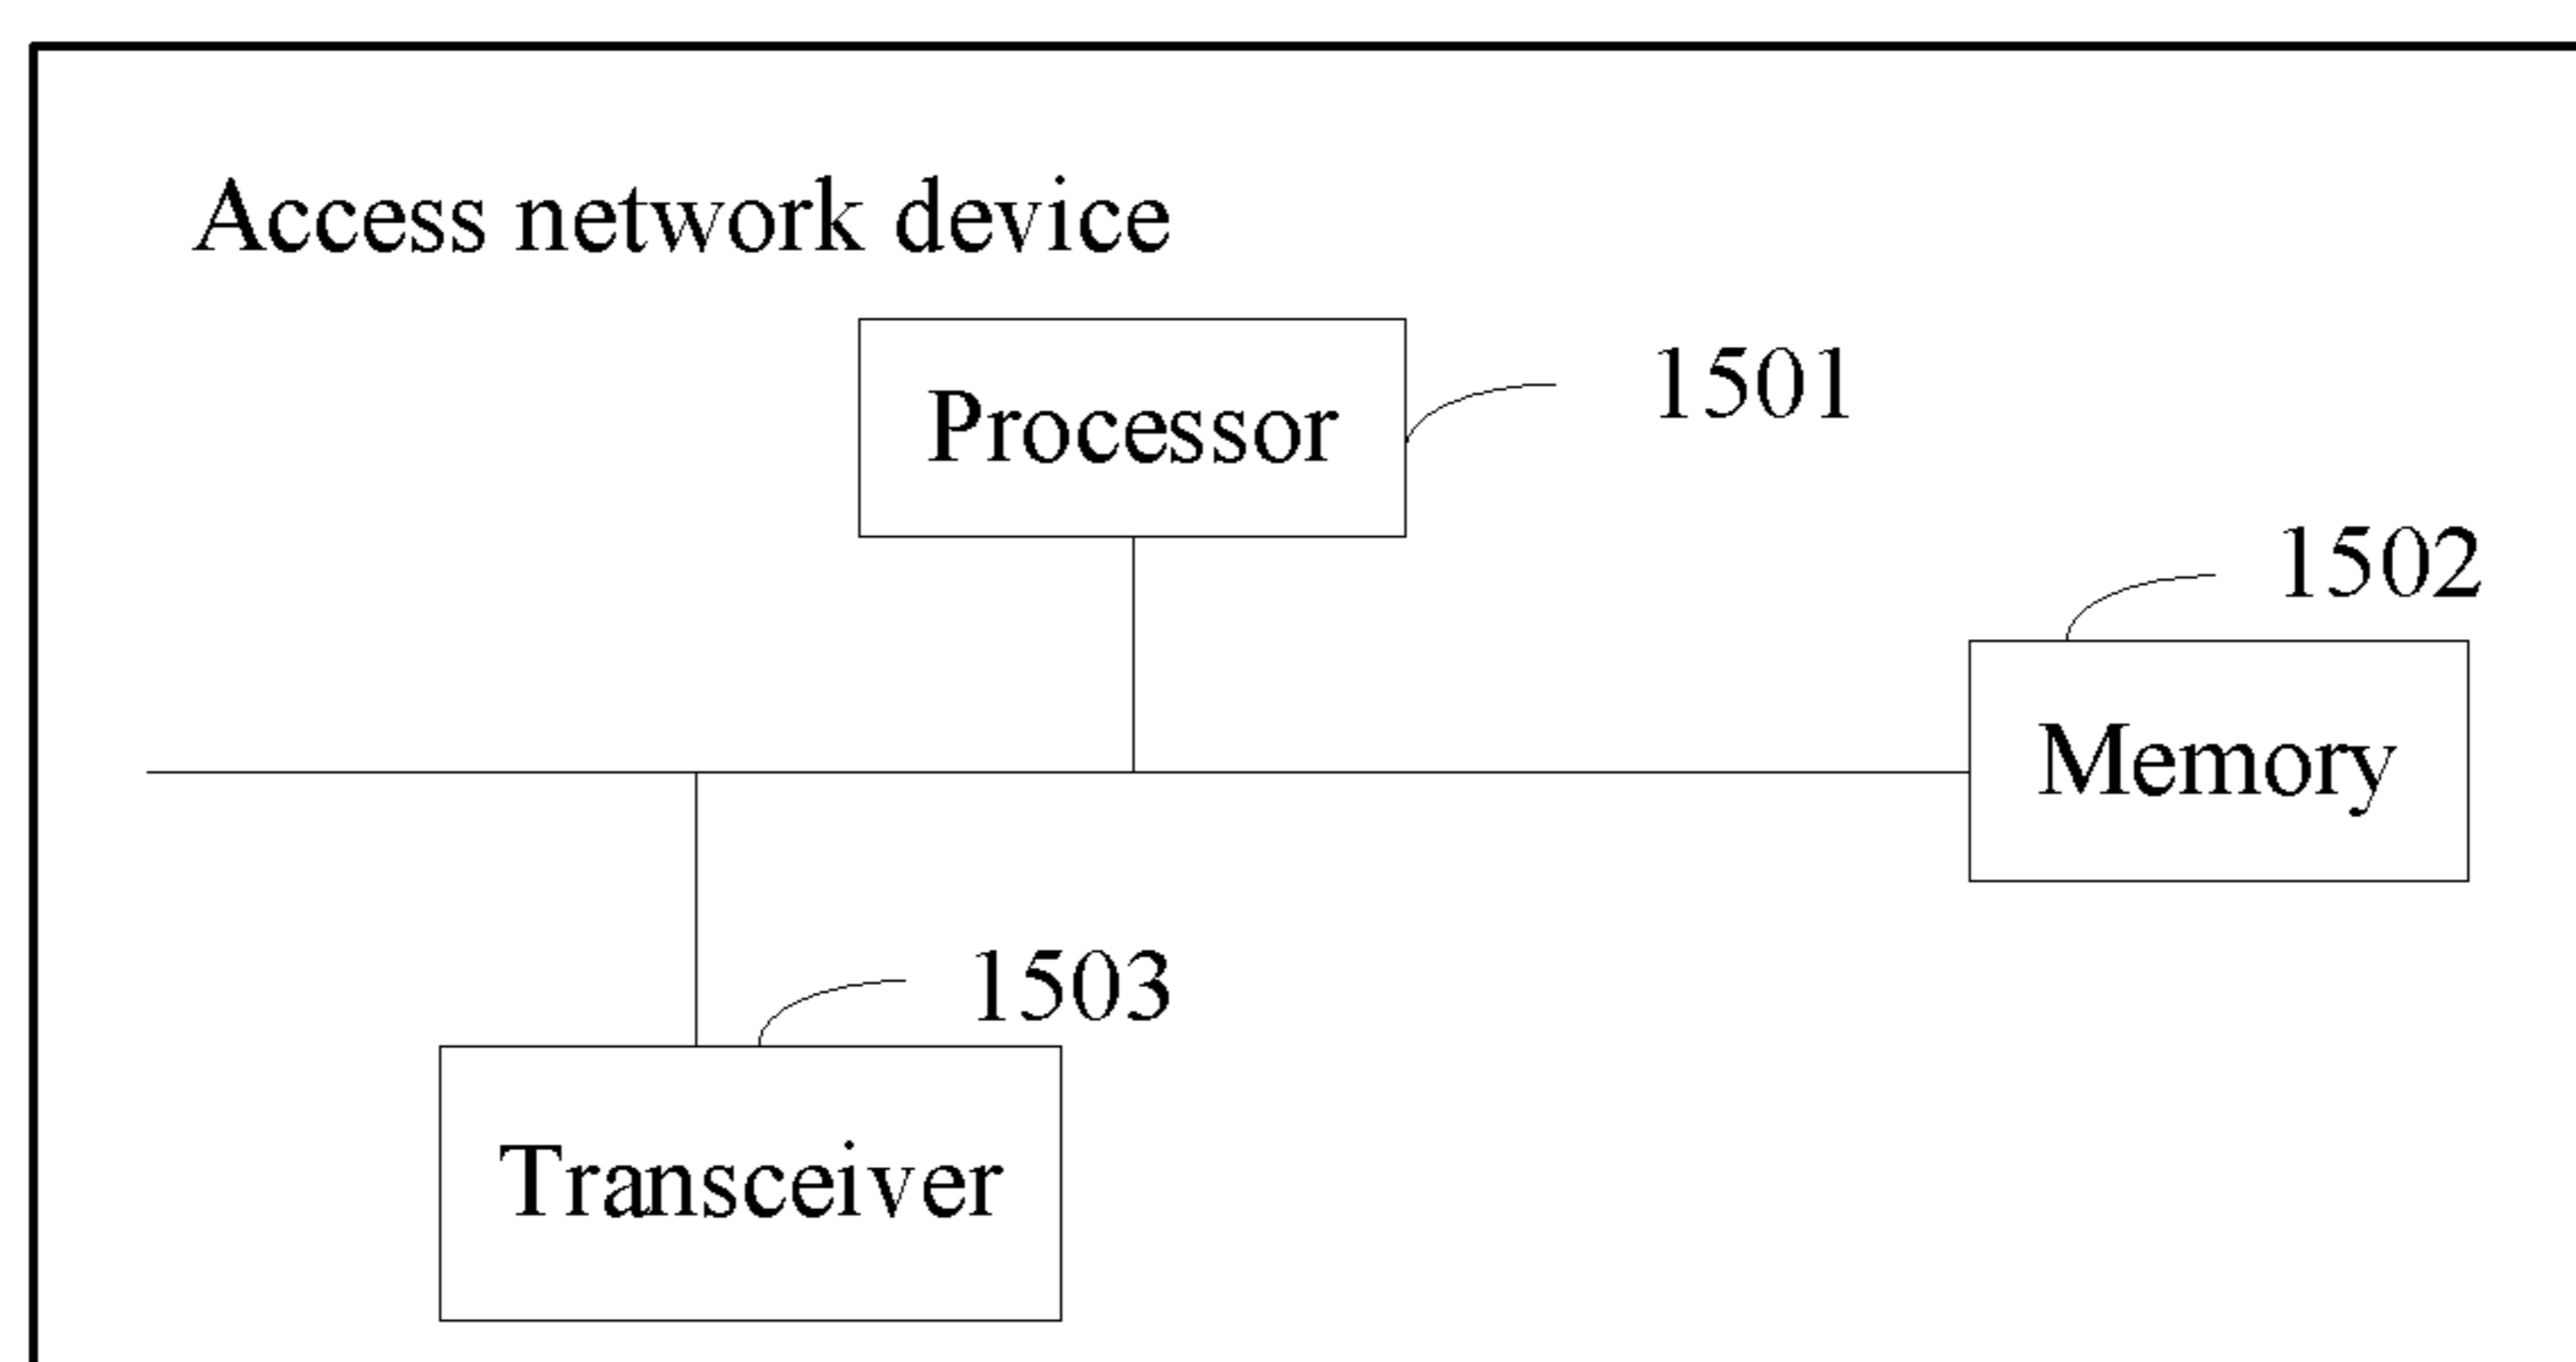 Access network device
Processor
1501
1502
Memory
1503
Transceiver